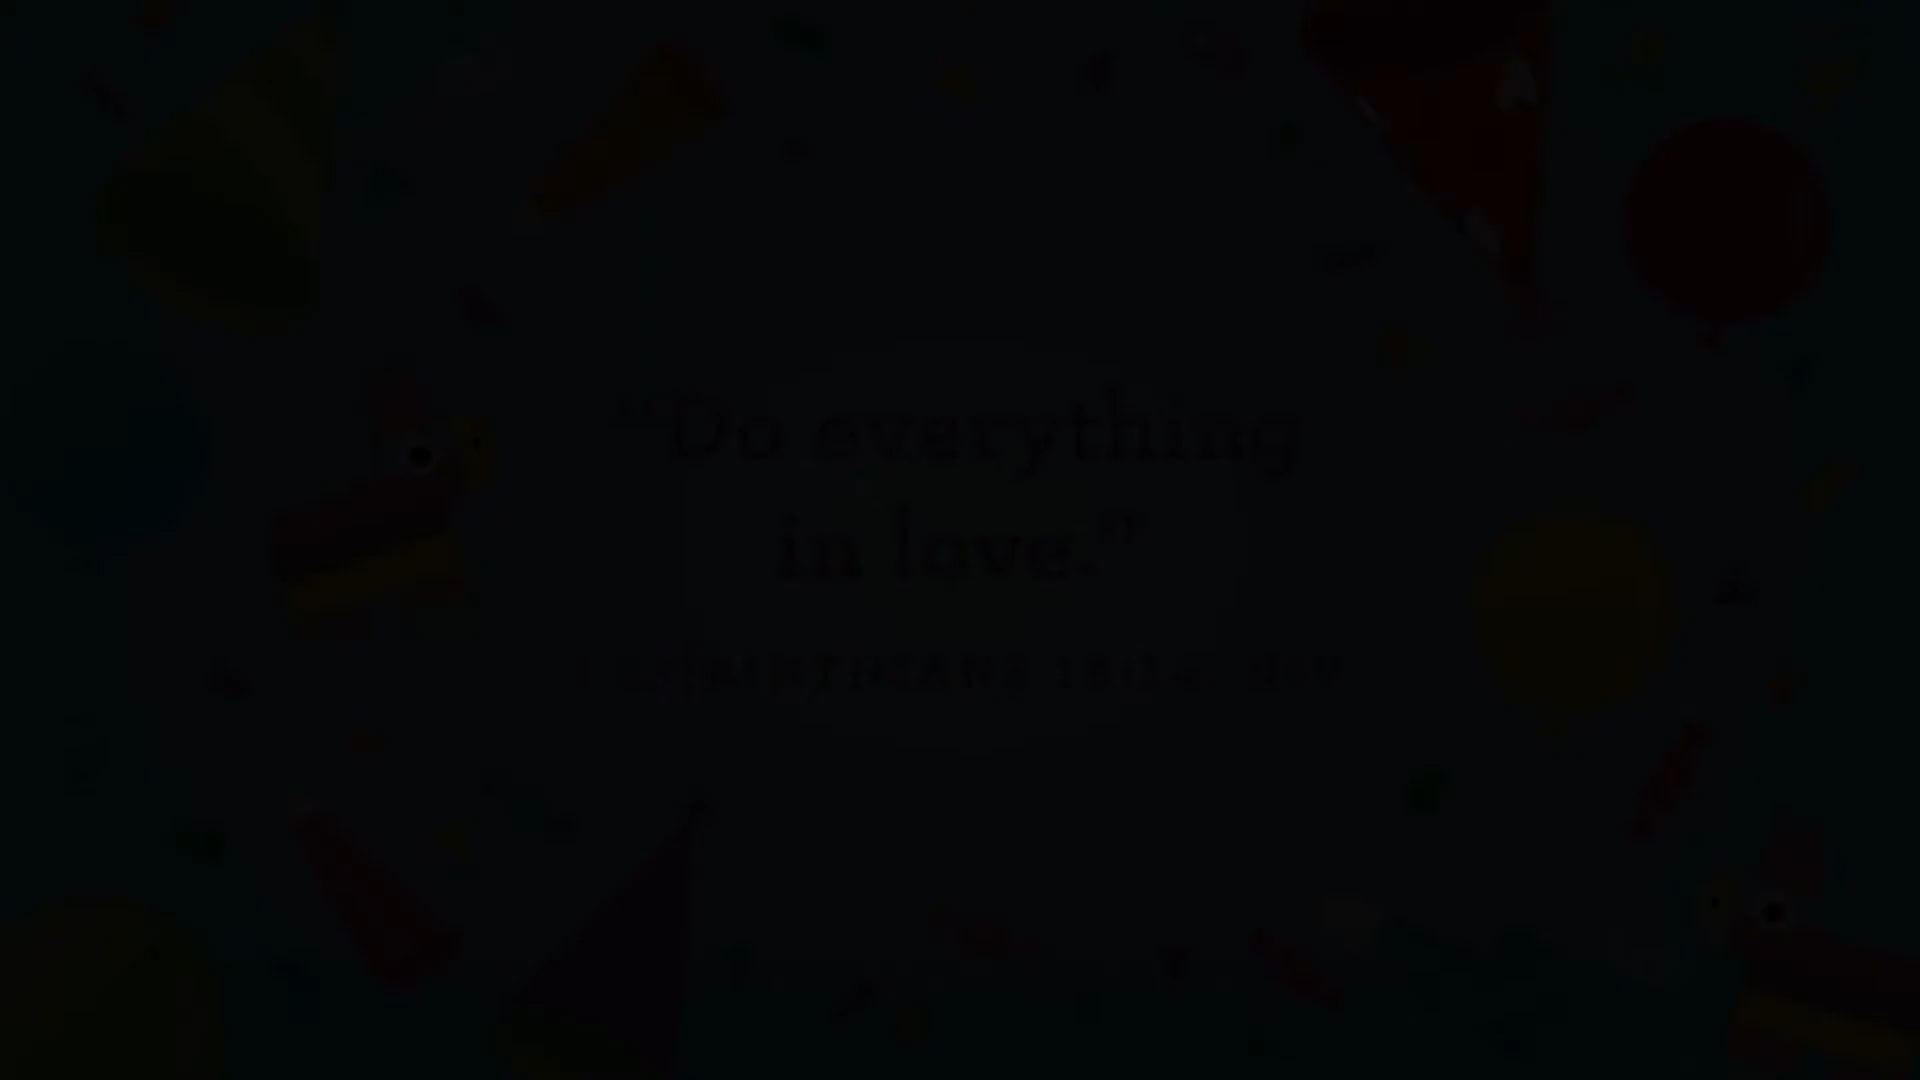 “Do everything
in love.”
1 CORINTHIANS 16:14, NIV